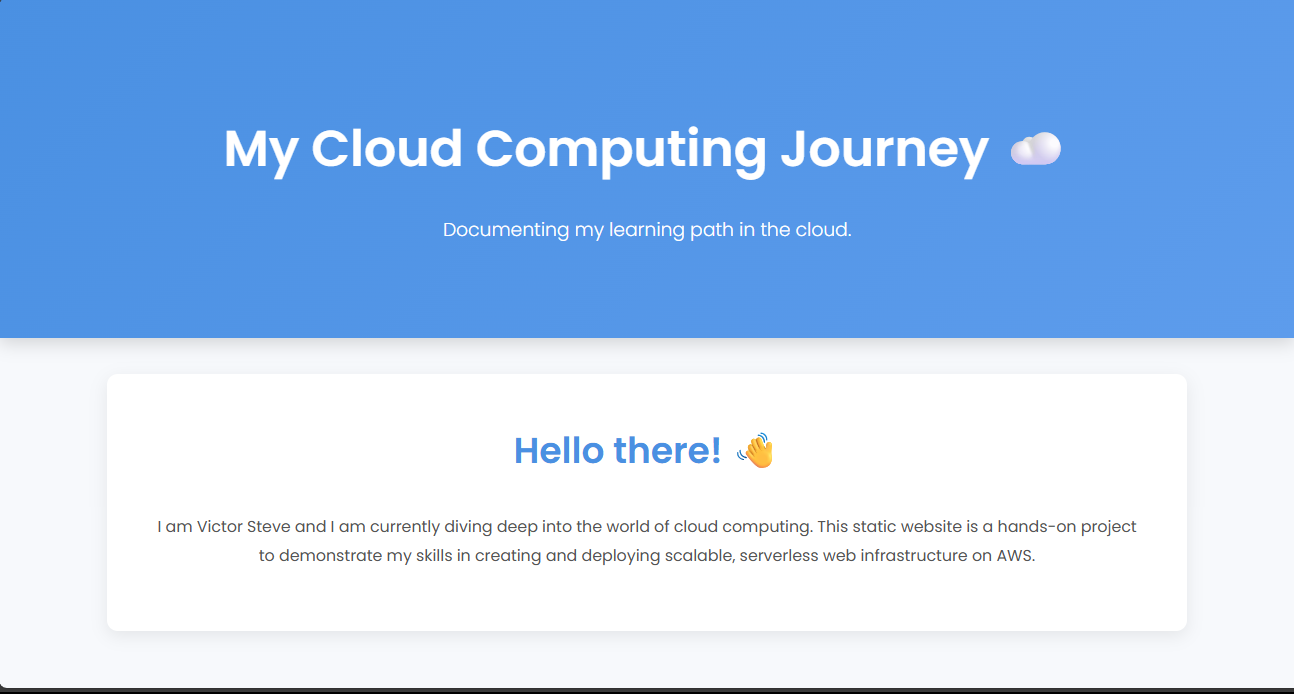 My Cloud Computing Journey ☁️
Documenting my learning path in the cloud.
Hello there! 👋
I am Victor Steve and I am currently diving deep into the world of cloud computing. This static website is a hands-on project
to demonstrate my skills in creating and deploying scalable, serverless web infrastructure on AWS.